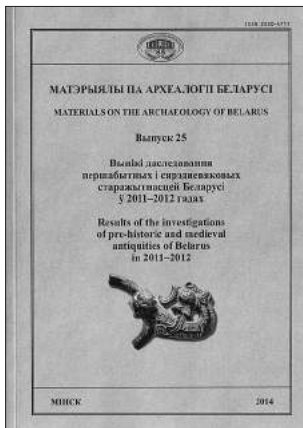 МАТЭРЫЯЛЫ ПА АРХЕАЛОГІІ БЕЛАРУСІ
MATERIALS ON THE ARCHAEOLOGY OF BELARUS
Выпуск 25
Вынікі даследавання
першабытных і сярэдневяковых
старажытнасцей Беларусі
ў 2011–2012 гадах
Results of the investigations
of pre-historic and medieval
antiquities of Belarus
in 2011–2012
МІНСК 2014